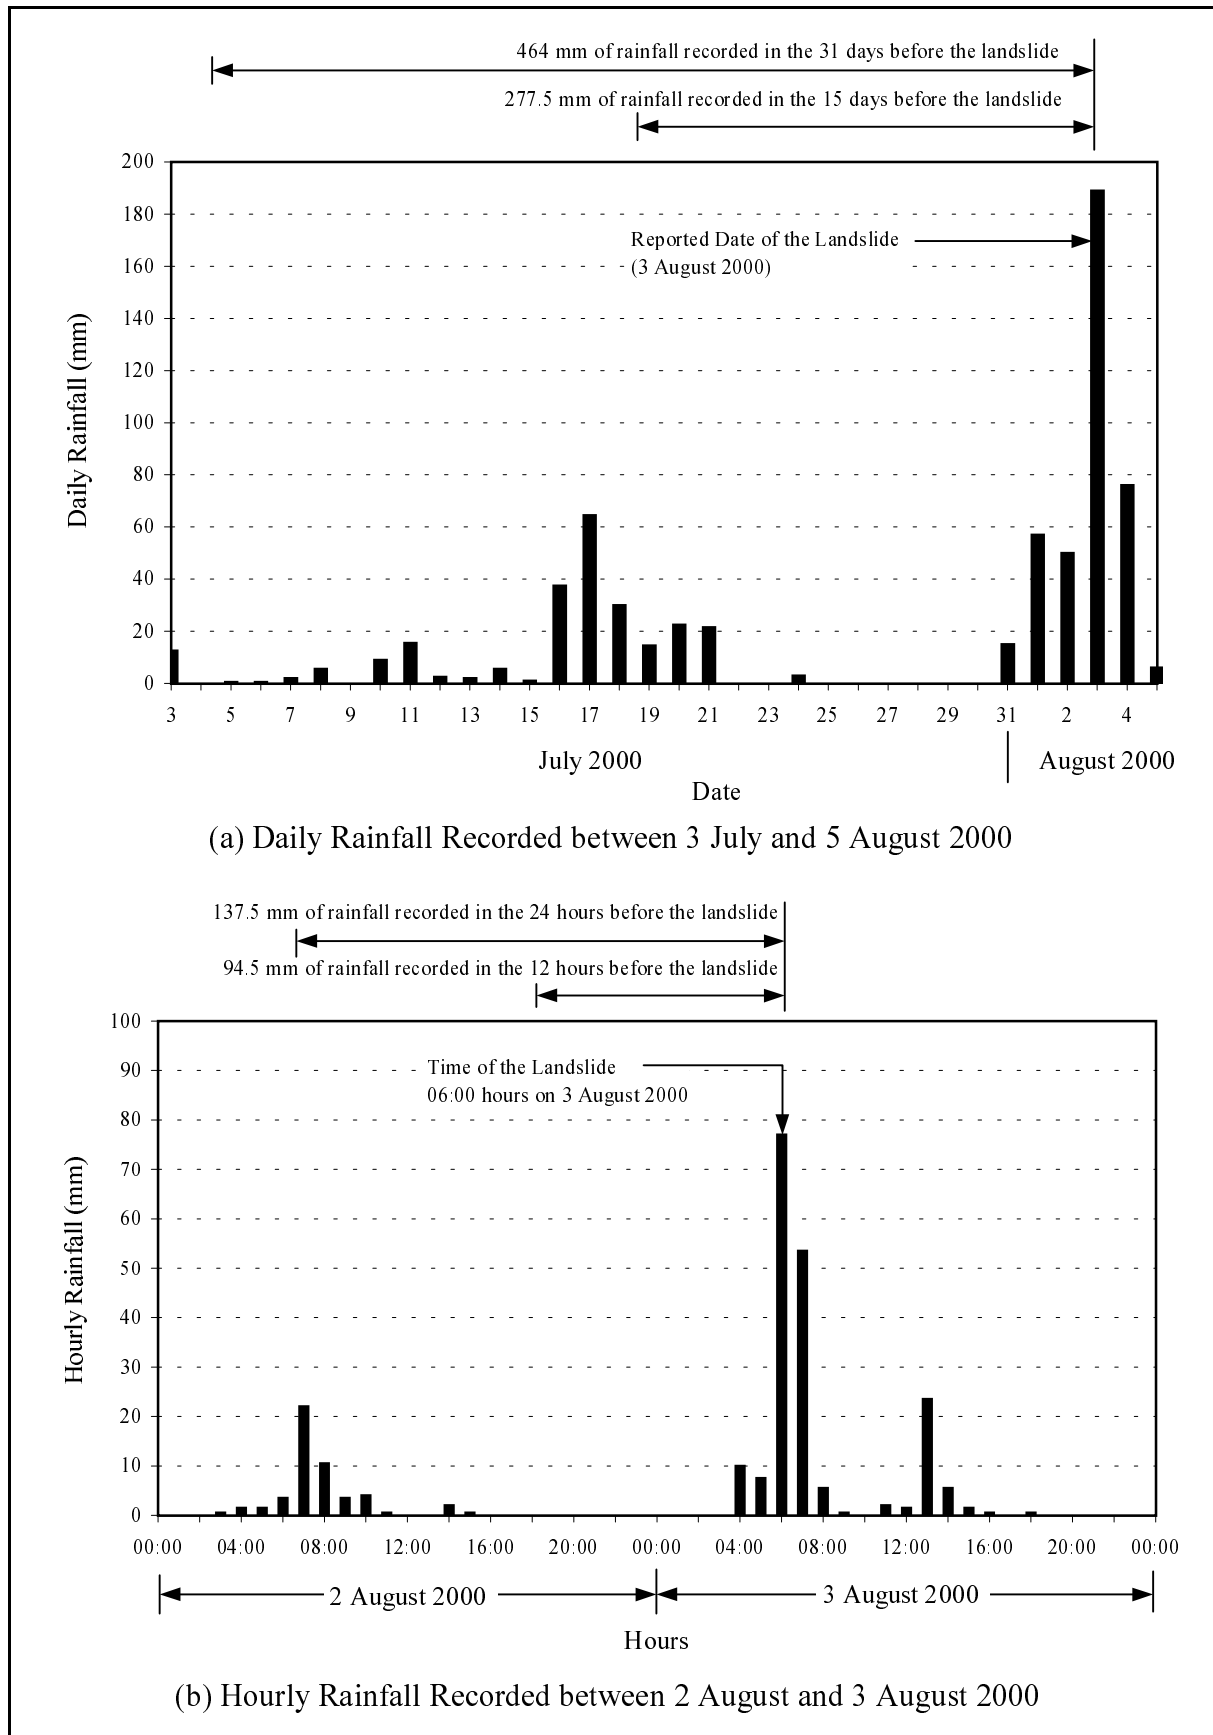 464 mm of rainfall recorded in the 31 days before the landslide
277.5 mm of rainfall recorded in the 15 days before the landslide
200
180
Reported Date of the Landslide
(3 August 2000)
160
140
120
100
80
60
40
20
0
Daily Rainfall (mm)
3 5 7 9 11 13 15 17 19 21 23 25 27 29 31 2 4
July 2000 August 2000
Date
(a) Daily Rainfall Recorded between 3 July and 5 August 2000
137.5 mm of rainfall recorded in the 24 hours before the landslide
94.5 mm of rainfall recorded in the 12 hours before the landslide
100
Time of the Landslide
06:00 hours on 3 August 2000
90
80
70
60
50
40
30
20
10
0
Hourly Rainfall (mm)
00:00 04:00 08:00 12:00 16:00 20:00 00:00 04:00 08:00 12:00 16:00 20:00 00:00
2 August 2000 3 August 2000
Hours
(b) Hourly Rainfall Recorded between 2 August and 3 August 2000